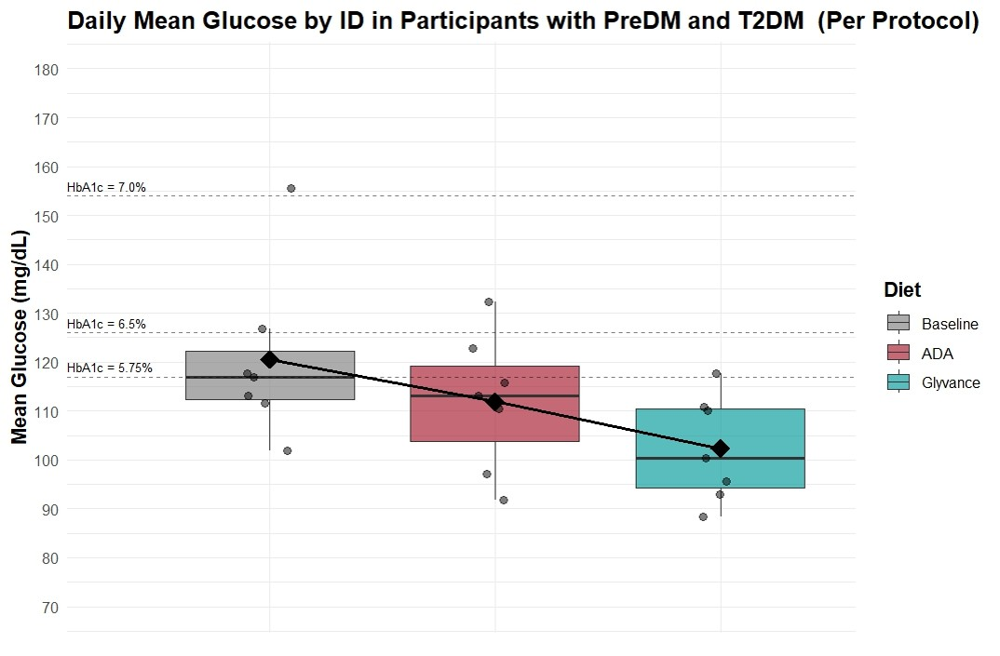 Daily Mean Glucose by ID in Participants with PreDM and T2DM  (Per Protocol)
Mean Glucose (mg/dL)
180
170
160
150
140
130
120
110
100
90
80
70
HbA1c = 7.0%
HbA1c = 6.5%
HbA1c = 5.75%
Diet
Baseline
ADA
Glyvance